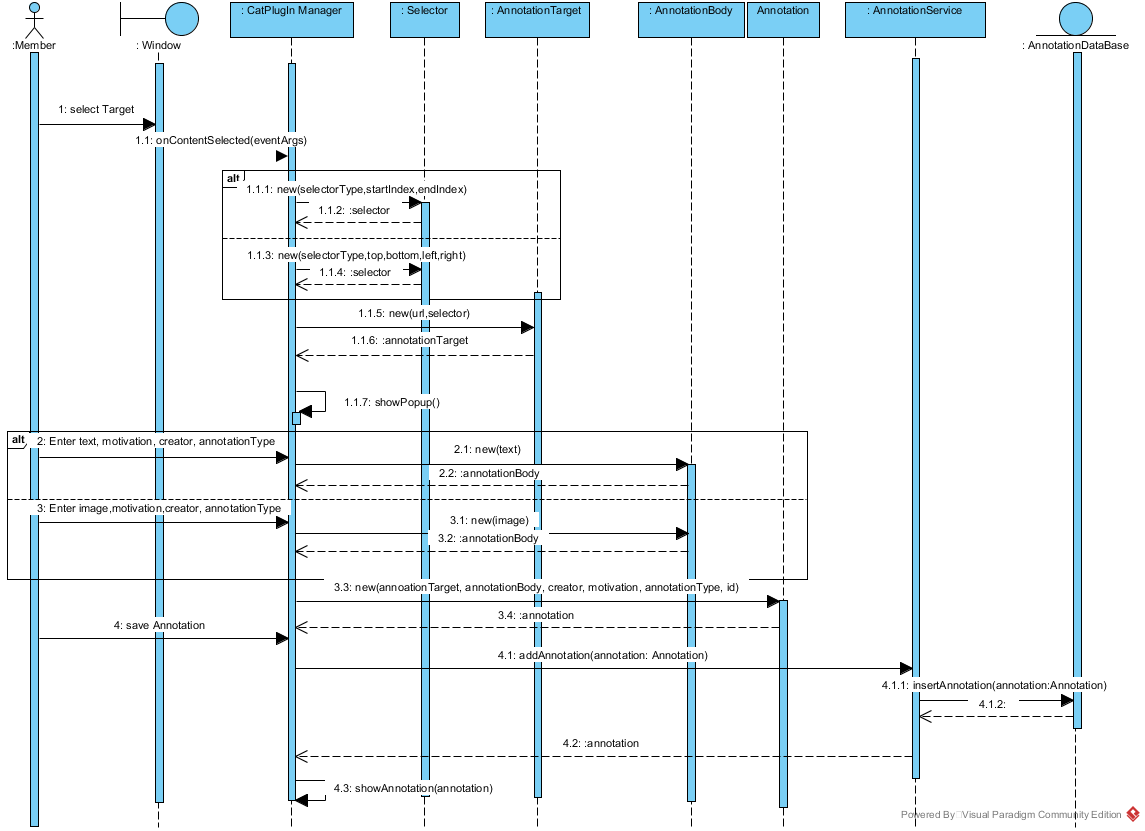 : CatPlugIn Manager
: Selector
: AnnotationTarget
: AnnotationBody
Annotation
: AnnotationService
:Member
: Window
: AnnotationDataBase
1: select Target
1.1: onContentSelected(eventArgs)
alt
1.1.1: new(selectorType,startIndex,endIndex)
1.1.2: :selector
1.1.3: new(selectorType,top,bottom,left,right)
1.1.4: :selector
1.1.5: new(url,selector)
1.1.6: :annotationTarget
1.1.7: showPopup()
alt
2: Enter text, motivation, creator, annotationType
2.1: new(text)
2.2: :annotationBody
3: Enter image,motivation,creator, annotationType
3.1: new(image)
3.2: :annotationBody
3.3: new(annoationTarget, annotationBody, creator, motivation, annotationType, id)
3.4: :annotation
4: save Annotation
4.1: addAnnotation(annotation: Annotation)
4.1.1: insertAnnotation(annotation:Annotation)
4.1.2:
4.2: :annotation
4.3: showAnnotation(annotation)
Powered By Visual Paradigm Community Edition